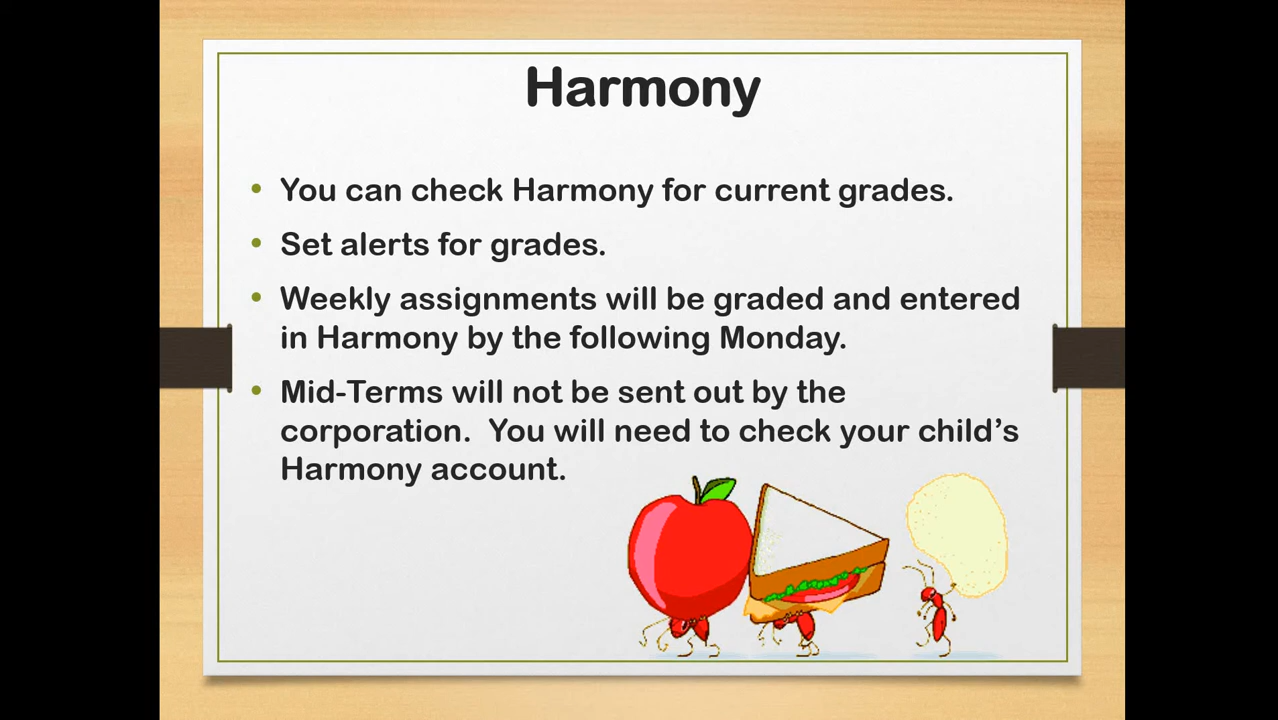 Harmony
• You can check Harmony for current grades.
• Set alerts for grades.
• Weekly assignments will be graded and entered
in Harmony by the following Monday.
• Mid-Terms will not be sent out by the
corporation.  You will need to check your child’s
Harmony account.